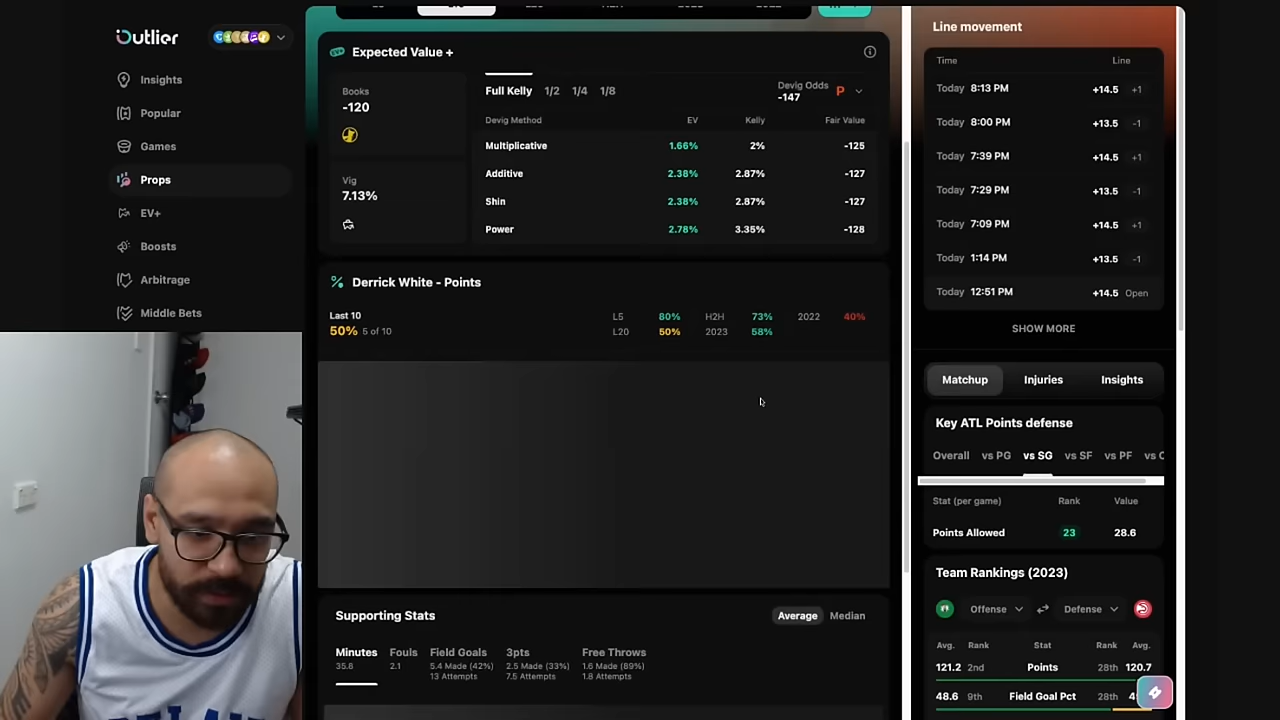 Outlier
Insights
Popular
Games
Props
EV+
Boosts
Arbitrage
Middle Bets
Expected Value +
Books
-120
Vig
7.13%
Full Kelly 1/2 1/4 1/8
Devig Odds
-147
P
Devig Method EV Kelly Fair Value
Multiplicative 1.66% 2% -125
Additive 2.38% 2.87% -127
Shin 2.38% 2.87% -127
Power 2.78% 3.35% -128
Derrick White - Points
Last 10
50% 5 of 10
L5 80% H2H 73% 2022 40%
L20 50% 2023 58%
Supporting Stats
Average Median
Minutes Fouls Field Goals 3pts Free Throws
35.8 2.1 5.4 Made (42%) 2.5 Made (33%) 1.6 Made (89%)
13 Attempts 7.5 Attempts 1.8 Attempts
Line movement
Time Line
Today 8:13 PM +14.5 +1
Today 8:00 PM +13.5 -1
Today 7:39 PM +14.5 +1
Today 7:29 PM +13.5 -1
Today 7:09 PM +14.5 +1
Today 1:14 PM +13.5 -1
Today 12:51 PM +14.5 Open
SHOW MORE
Matchup Injuries Insights
Key ATL Points defense
Overall vs PG vs SG vs SF vs PF vs C
Stat (per game) Rank Value
Points Allowed 23 28.6
Team Rankings (2023)
Offense Defense
Avg. Rank Stat Rank Avg.
121.2 2nd Points 28th 120.7
48.6 9th Field Goal Pct 28th